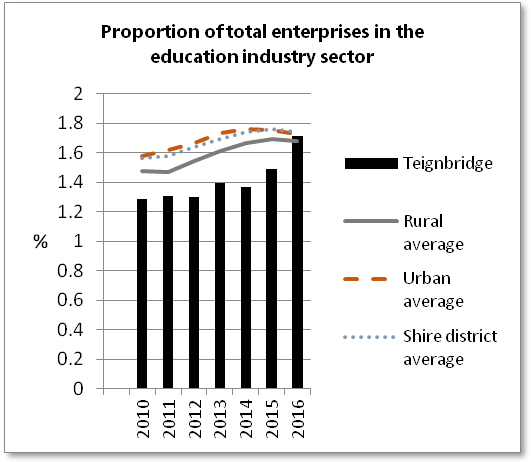 Proportion of total enterprises in the
education industry sector
2
1.8
1.6
1.4
1.2
1
0.8
0.6
0.4
0.2
0
%
2010
2011
2012
2013
2014
2015
2016
Teignbridge
Rural
average
Urban
average
Shire district
average